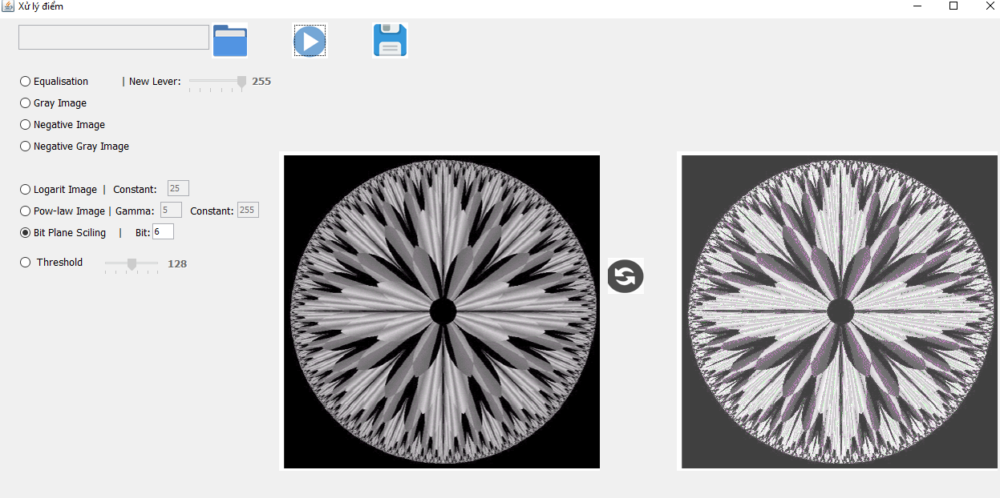 Xử lý điểm
Equalisation | New Lever: 255
Gray Image
Negative Image
Negative Gray Image
Logarit Image | Constant: 25
Pow-law Image | Gamma: 5 Constant: 255
Bit Plane Sciling | Bit: 6
Threshold 128